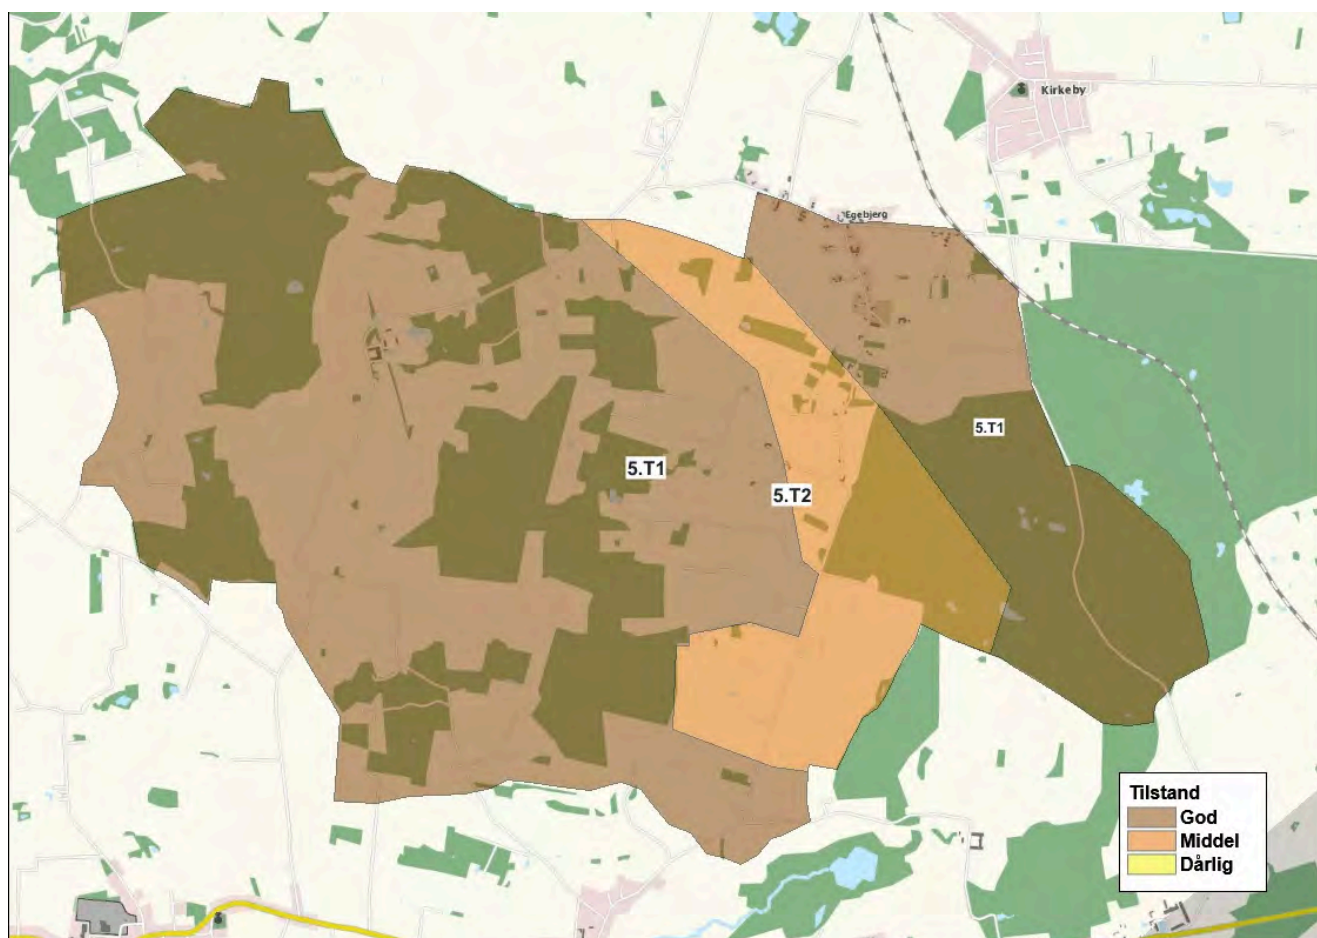 Kirkeby
Egebjerg
5.T1
5.T1
5.T2
Tilstand
God
Middel
Dårlig